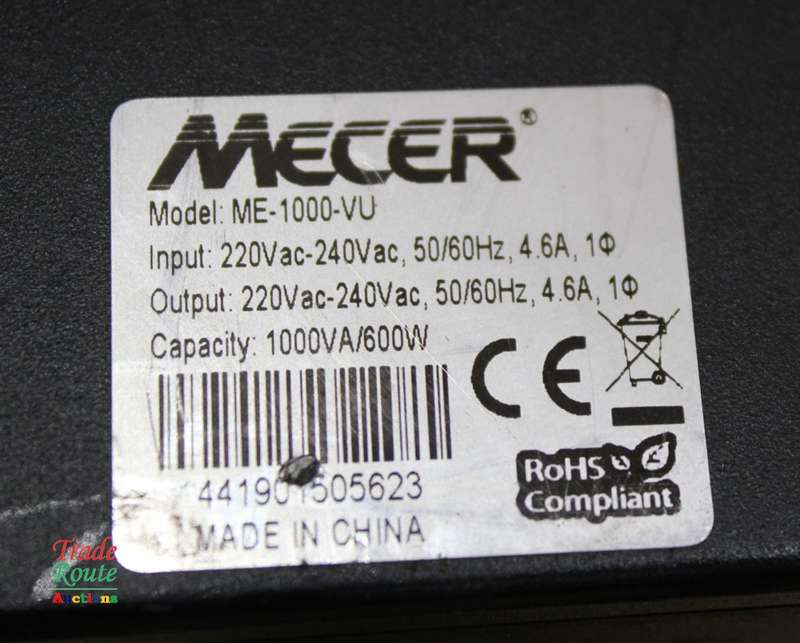 MECER®
Model: ME-1000-VU
Input: 220Vac-240Vac, 50/60Hz, 4.6A, 1Φ
Output: 220Vac-240Vac, 50/60Hz, 4.6A, 1Φ
Capacity: 1000VA/600W
CE
441901505623
RoHS
Compliant
MADE IN CHINA
Trade
Route
Auctions